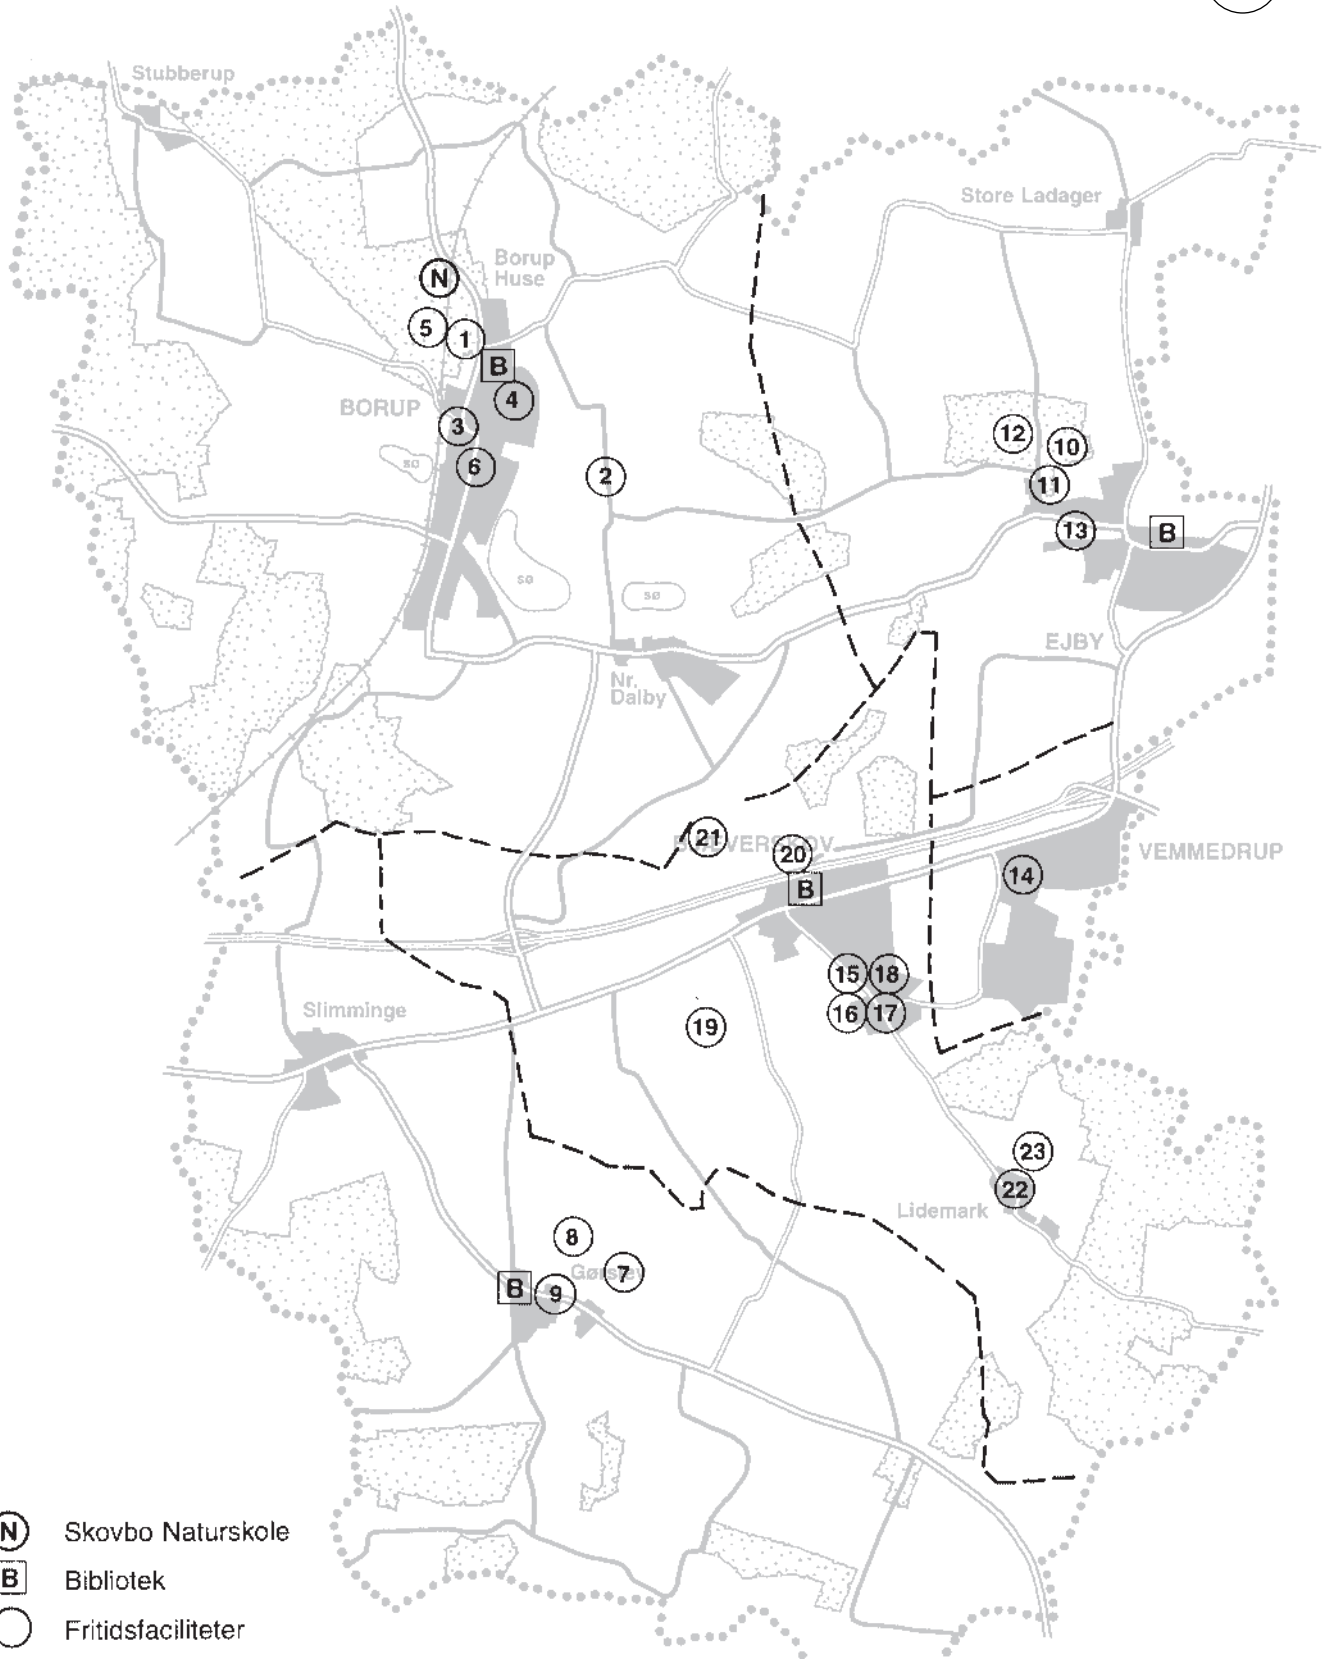 Stubberup
Store Ladager
Borup
Huse
N
5
1
B
4
BORUP
3
12
10
sø
6
2
11
13
B
sø
sø
EJBY
Nr.
Dalby
21
20
VEMMEDRUP
B
14
15
18
Slimminge
16
17
19
23
22
Lidemark
8
7
B
9
N Skovbo Naturskole
B Bibliotek
Fritidsfaciliteter